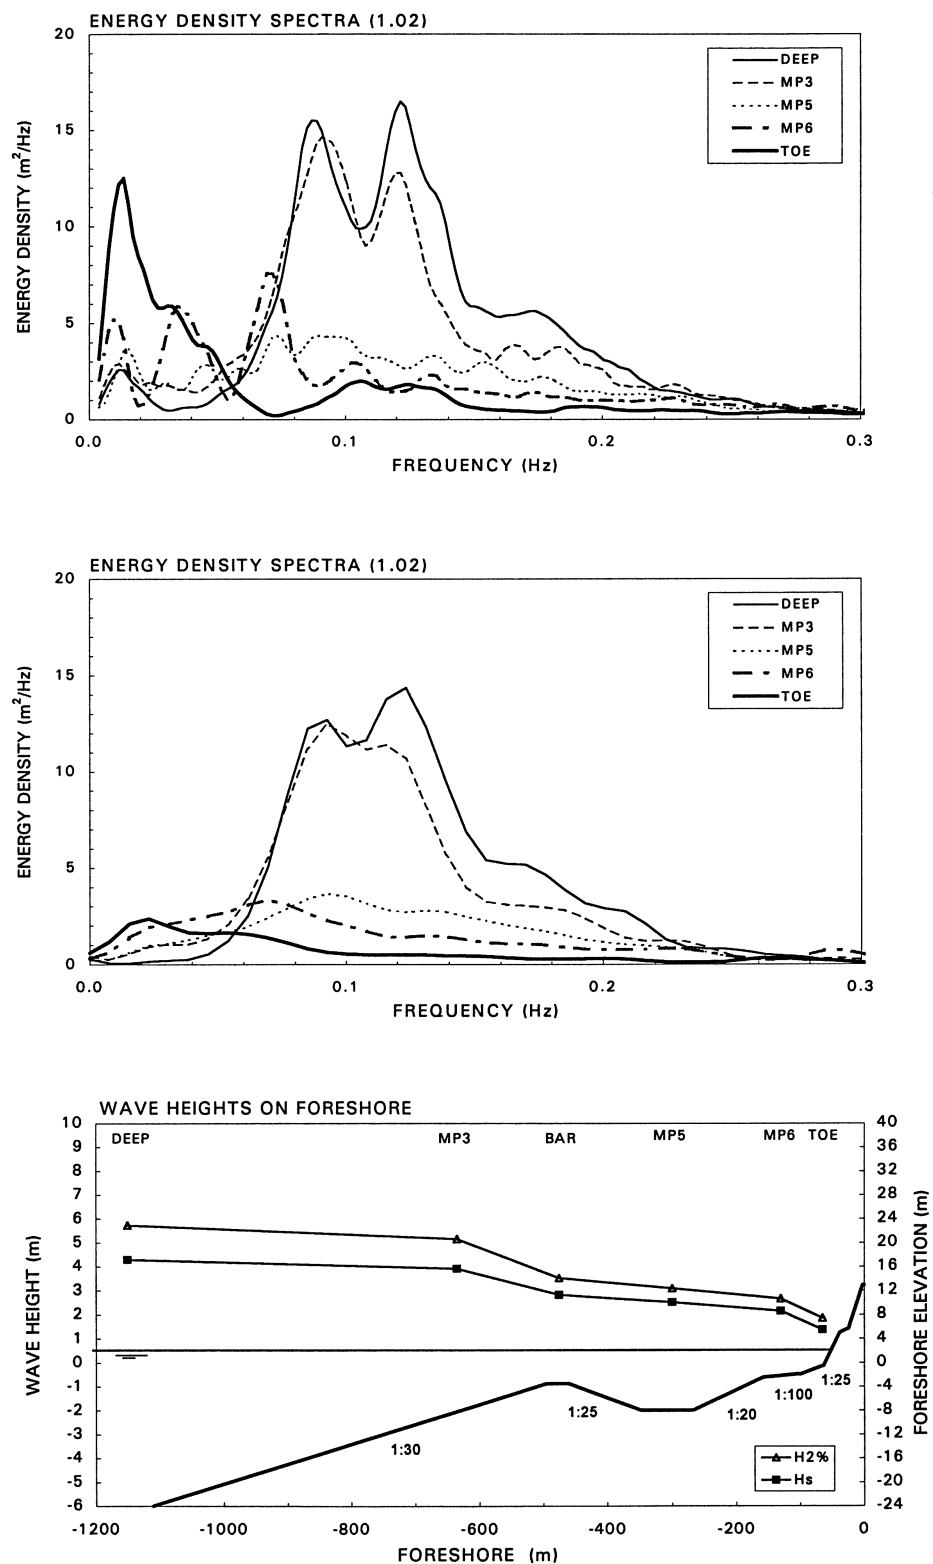 ENERGY DENSITY SPECTRA (1.02)
20
15
10
5
0
ENERGY DENSITY (m²/Hz)
DEEP
MP3
MP5
MP6
TOE
0.0 0.1 0.2 0.3
FREQUENCY (Hz)
ENERGY DENSITY SPECTRA (1.02)
20
15
10
5
0
ENERGY DENSITY (m²/Hz)
DEEP
MP3
MP5
MP6
TOE
0.0 0.1 0.2 0.3
FREQUENCY (Hz)
WAVE HEIGHTS ON FORESHORE
DEEP MP3 BAR MP5 MP6 TOE
10
9
8
7
6
5
4
3
2
1
0
-1
-2
-3
-4
-5
-6
WAVE HEIGHT (m)
40
36
32
28
24
20
16
12
8
4
0
-4
-8
-12
-16
-20
-24
FORESHORE ELEVATION (m)
1:30
1:25
1:20
1:100
1:25
H2%
Hs
-1200 -1000 -800 -600 -400 -200 0
FORESHORE (m)